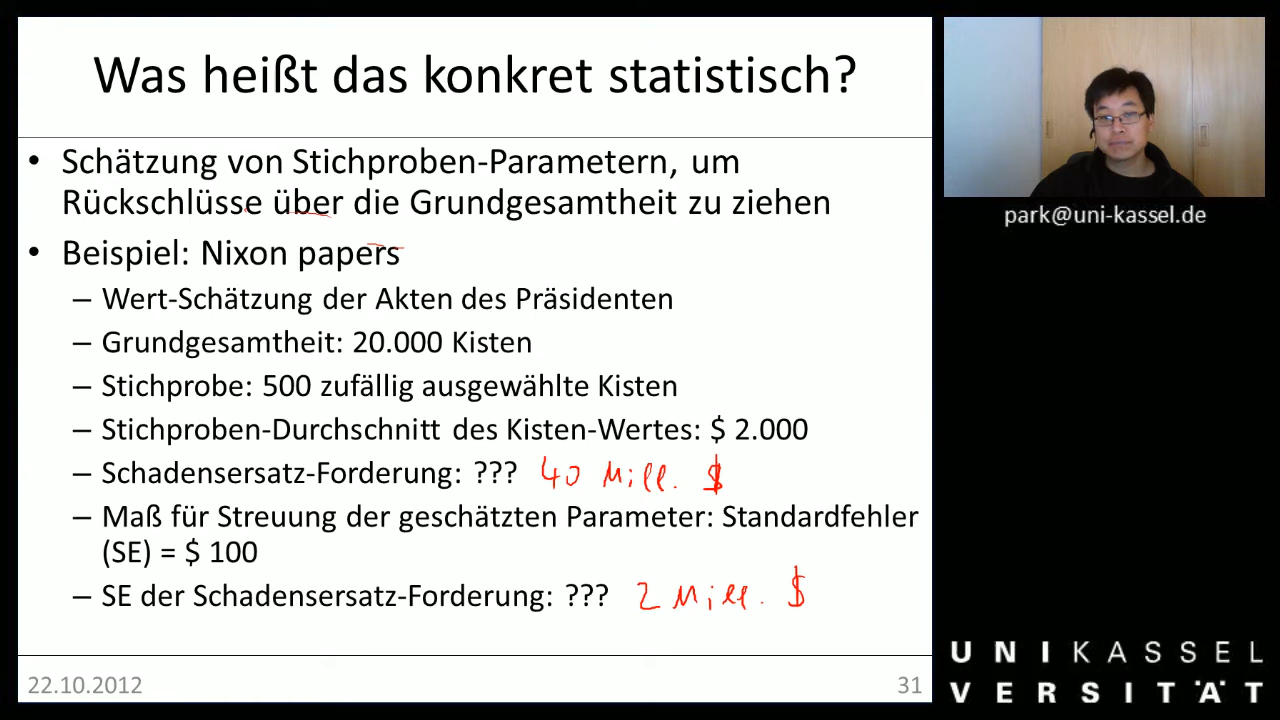 Was heißt das konkret statistisch?
• Schätzung von Stichproben-Parametern, um
Rückschlüsse über die Grundgesamtheit zu ziehen
• Beispiel: Nixon papers
– Wert-Schätzung der Akten des Präsidenten
– Grundgesamtheit: 20.000 Kisten
– Stichprobe: 500 zufällig ausgewählte Kisten
– Stichproben-Durchschnitt des Kisten-Wertes: $ 2.000
– Schadensersatz-Forderung: ??? 40 Mill. $
– Maß für Streuung der geschätzten Parameter: Standardfehler
(SE) = $ 100
– SE der Schadensersatz-Forderung: ??? 2 Mill. $
22.10.2012
31
park@uni-kassel.de
UNIKASSEL
VERSITÄT